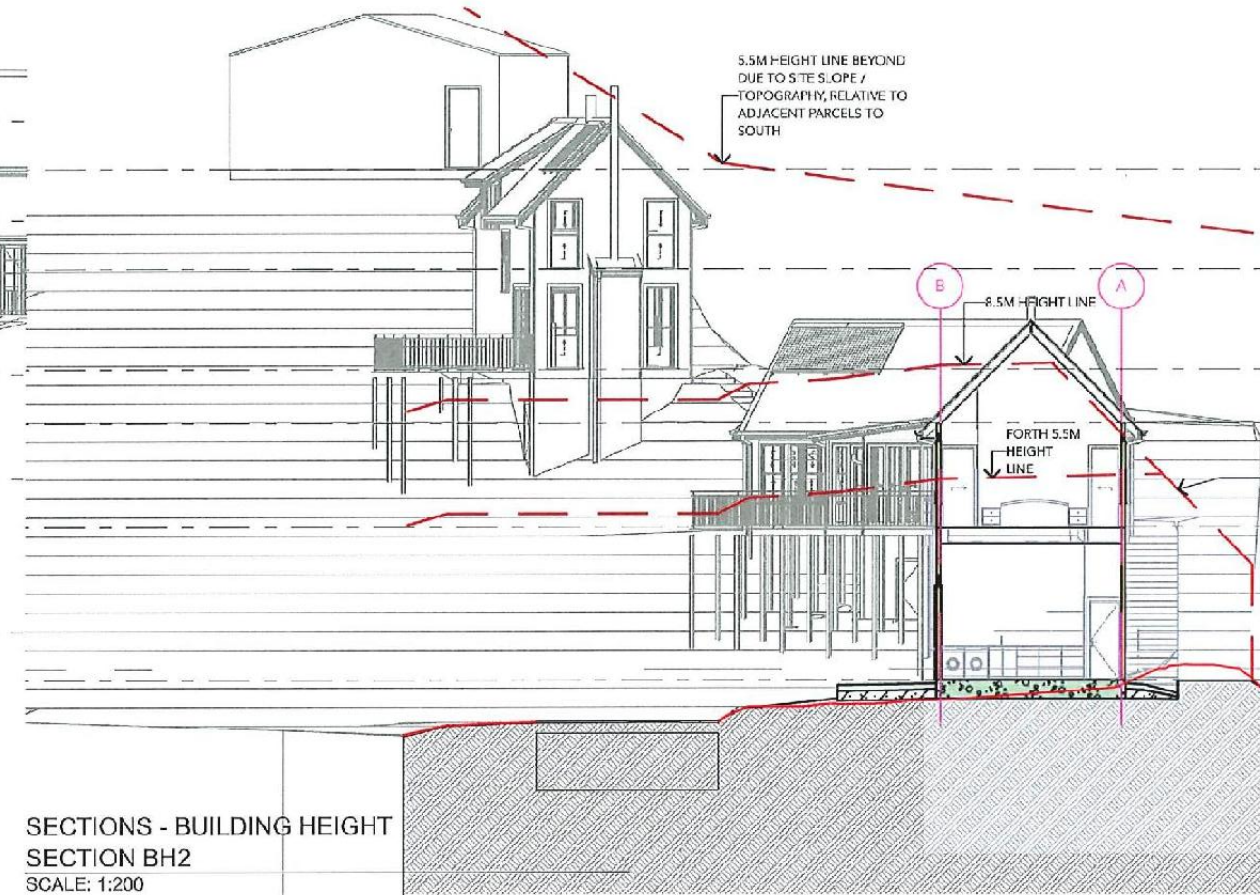 5.5M HEIGHT LINE BEYOND
DUE TO SITE SLOPE /
TOPOGRAPHY, RELATIVE TO
ADJACENT PARCELS TO
SOUTH
B
A
8.5M HEIGHT LINE
FORTH 5.5M
HEIGHT
LINE
SECTIONS - BUILDING HEIGHT
SECTION BH2
SCALE: 1:200